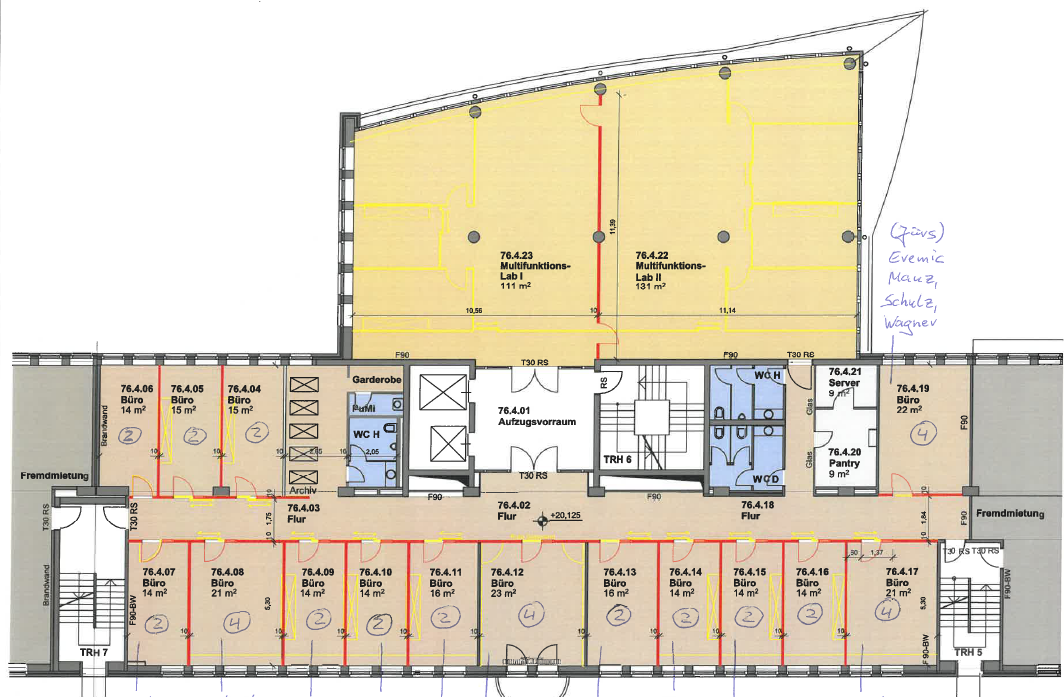 76.4.23
Multifunktions-
Lab I
111 m²
76.4.22
Multifunktions-
Lab II
131 m²
11,39
10,56
10
11,14
(Jürs)
Evemic
Manz,
Schulz,
Wagner
F90
T30 RS
F90
T30 RS
76.4.06
Büro
14 m²
2
76.4.05
Büro
15 m²
2
76.4.04
Büro
15 m²
2
Brandwand
Garderobe
PuMi
WC H
2,65
10
2,05
Archiv
76.4.01
Aufzugsvorraum
RS
TRH 6
WC H
WC D
Glas
Glas
76.4.21
Server
9 m²
76.4.20
Pantry
9 m²
76.4.19
Büro
22 m²
4
F90
Fremdmietung
T30 RS
T30 RS
F90
T30 RS
F90
76.4.03
Flur
1,75
76.4.02
Flur
+20,125
76.4.18
Flur
1,84
F90
Fremdmietung
Brandwand
F90-BW
TRH 7
76.4.07
Büro
14 m²
2
76.4.08
Büro
21 m²
4
5,30
76.4.09
Büro
14 m²
2
76.4.10
Büro
14 m²
2
76.4.11
Büro
16 m²
2
76.4.12
Büro
23 m²
4
76.4.13
Büro
16 m²
2
76.4.14
Büro
14 m²
2
76.4.15
Büro
14 m²
2
76.4.16
Büro
14 m²
2
80
1,37
76.4.17
Büro
21 m²
4
5,30
F90-BW
T30 RS
T30 RS
F90-BW
TRH 5